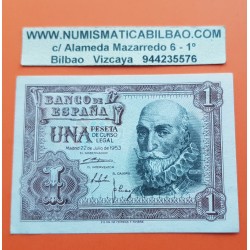 WWW.NUMISMATICABILBAO.COM
c/ Alameda Mazarredo 6 - 1º
Bilbao Vizcaya 944235576
BANCO DE
ESPAÑA
1
UNA PESETA
DE CURSO
LEGAL
Madrid 22 de Julio de 1953
1